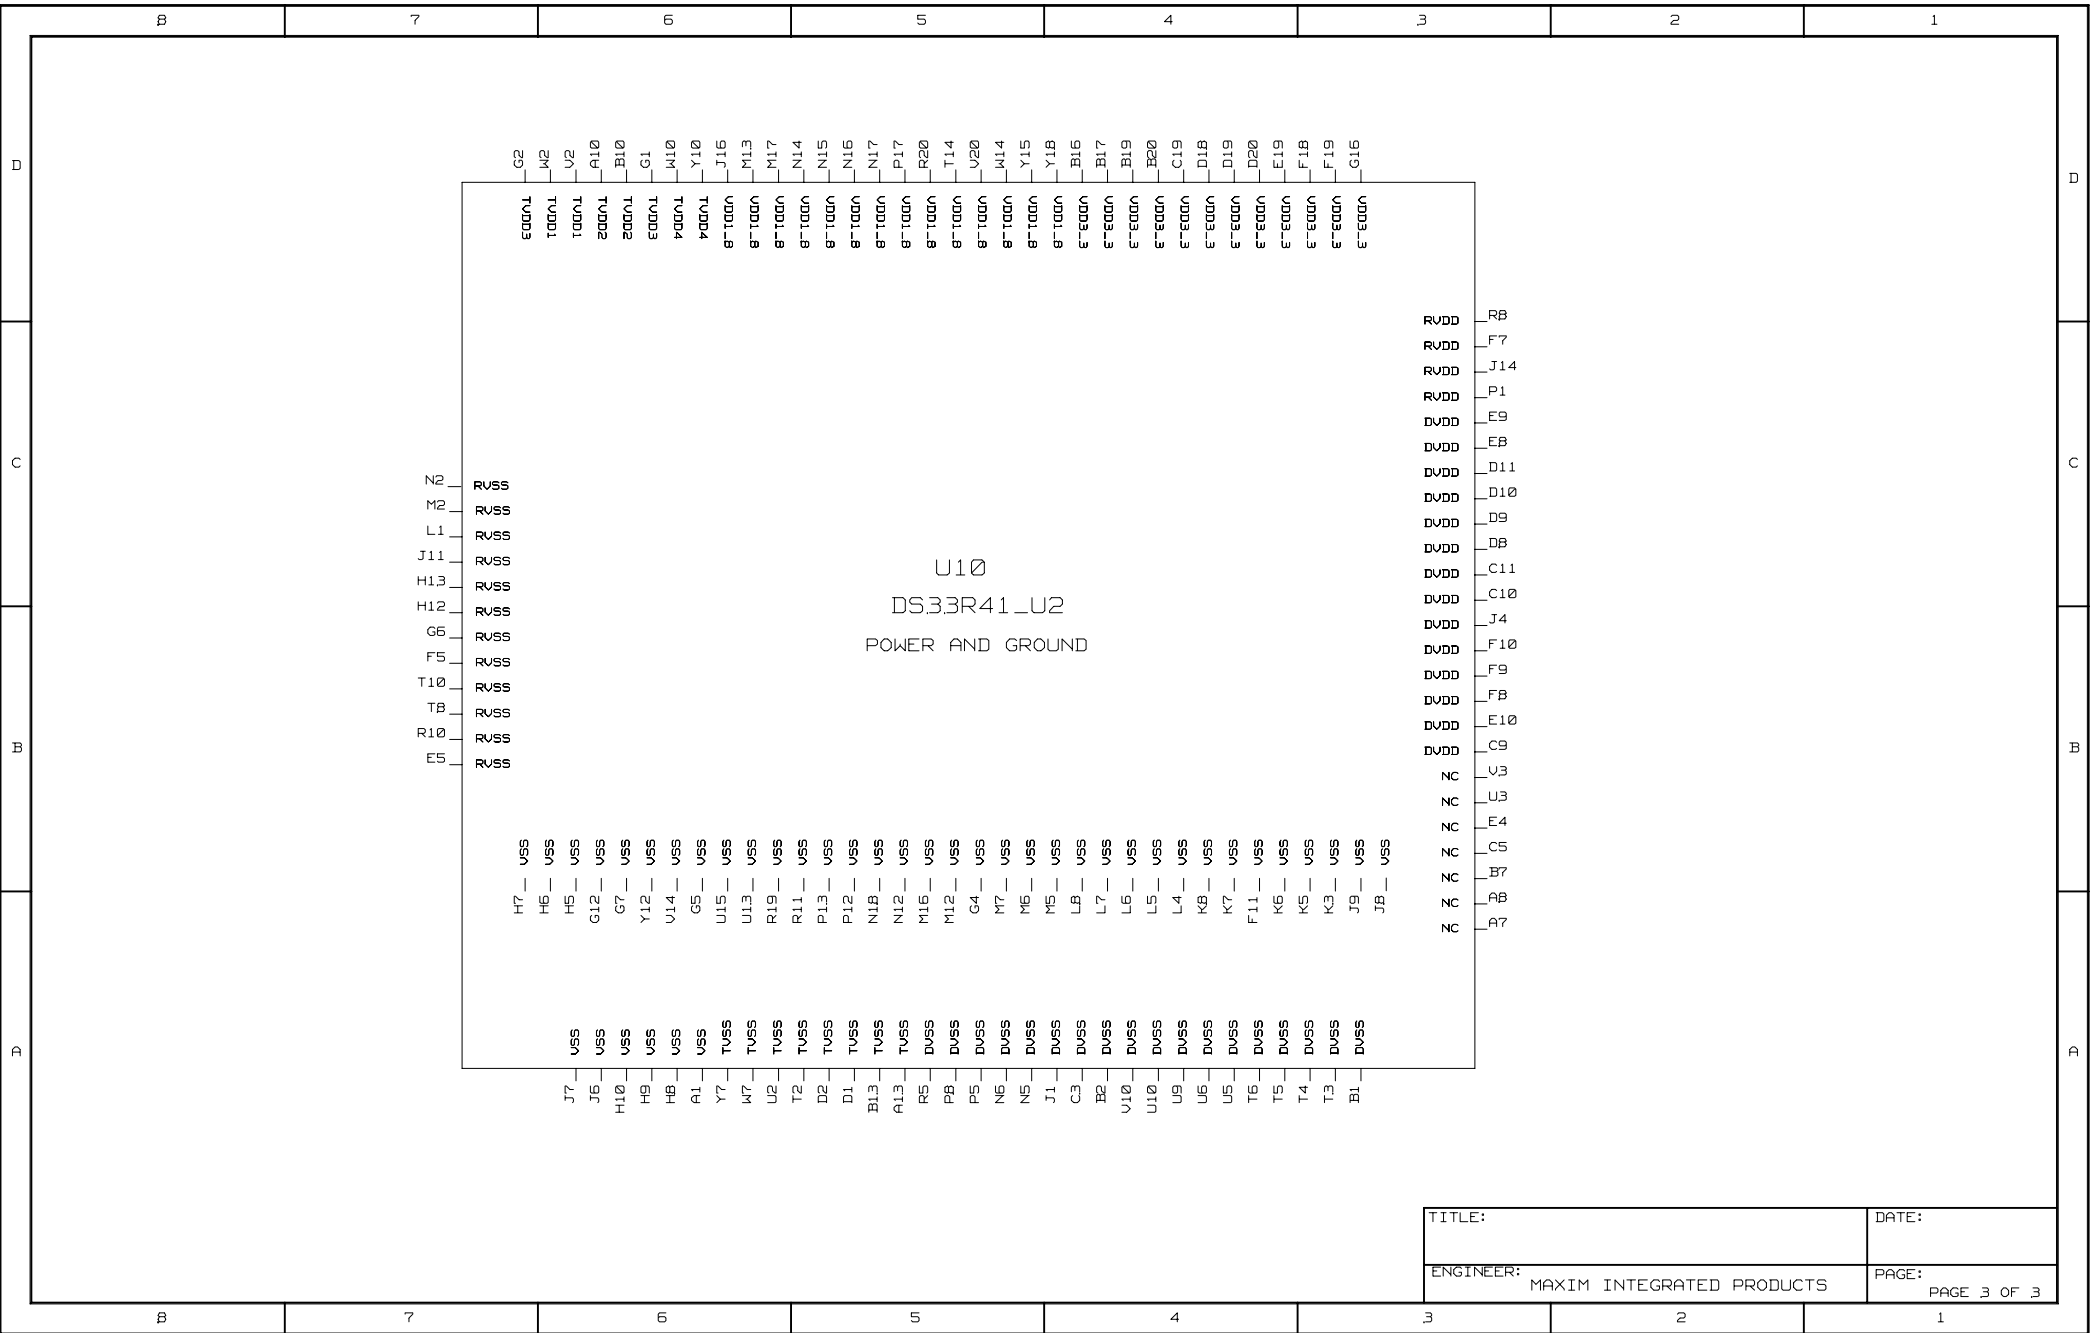 8 7 6 5 4 3 2 1
D
D
G2 W2 V2 A10 B10 G1 W10 Y10 J16 M13 M17 N14 N15 N16 N17 P17 R20 T14 V20 W14 Y15 Y18 B16 B17 B19 B20 C19 D18 D19 D20 E19 F18 F19 G16
TVDD3 TVDD1 TVDD1 TVDD2 TVDD2 TVDD3 TVDD4 TVDD4 VDD1_8 VDD1_8 VDD1_8 VDD1_8 VDD1_8 VDD1_8 VDD1_8 VDD1_8 VDD1_8 VDD1_8 VDD1_8 VDD1_8 VDD1_8 VDD1_8 VDD3_3 VDD3_3 VDD3_3 VDD3_3 VDD3_3 VDD3_3 VDD3_3 VDD3_3 VDD3_3 VDD3_3 VDD3_3 VDD3_3
RVDD R8
RVDD F7
RVDD J14
RVDD P1
DVDD E9
DVDD E8
C
C
DVDD D11
DVDD D10
DVDD D9
DVDD D8
DVDD C11
DVDD C10
DVDD J4
DVDD F10
DVDD F9
DVDD F8
DVDD E10
DVDD C9
NC V3
NC U3
NC E4
NC C5
NC B7
NC A8
NC A7
N2 RVSS
M2 RVSS
L1 RVSS
J11 RVSS
H13 RVSS
H12 RVSS
G6 RVSS
F5 RVSS
T10 RVSS
T8 RVSS
R10 RVSS
E5 RVSS
U10
DS33R41_U2
POWER AND GROUND
B
B
VSS VSS VSS VSS VSS VSS VSS VSS VSS VSS VSS VSS VSS VSS VSS VSS VSS VSS VSS VSS VSS VSS VSS VSS VSS VSS VSS VSS VSS VSS VSS VSS VSS VSS VSS
H7 H6 H5 G12 G7 Y12 V14 G5 U15 U13 R19 R11 P13 P12 N18 N12 M16 M12 G4 M7 M6 M5 L8 L7 L6 L5 L4 K8 K7 F11 K6 K5 K3 J9 J8
A
A
VSS VSS VSS VSS VSS VSS TVSS TVSS TVSS TVSS TVSS TVSS TVSS TVSS DVSS DVSS DVSS DVSS DVSS DVSS DVSS DVSS DVSS DVSS DVSS DVSS DVSS DVSS DVSS DVSS DVSS DVSS
J7 J6 H10 H9 H8 A1 Y7 W7 U2 T2 D2 D1 B13 A13 R5 P8 P5 N6 N5 J1 C3 B2 V10 U10 U9 U6 U5 T6 T5 T4 T3 B1
TITLE:
DATE:
ENGINEER:
MAXIM INTEGRATED PRODUCTS
PAGE:
PAGE 3 OF 3
8 7 6 5 4 3 2 1